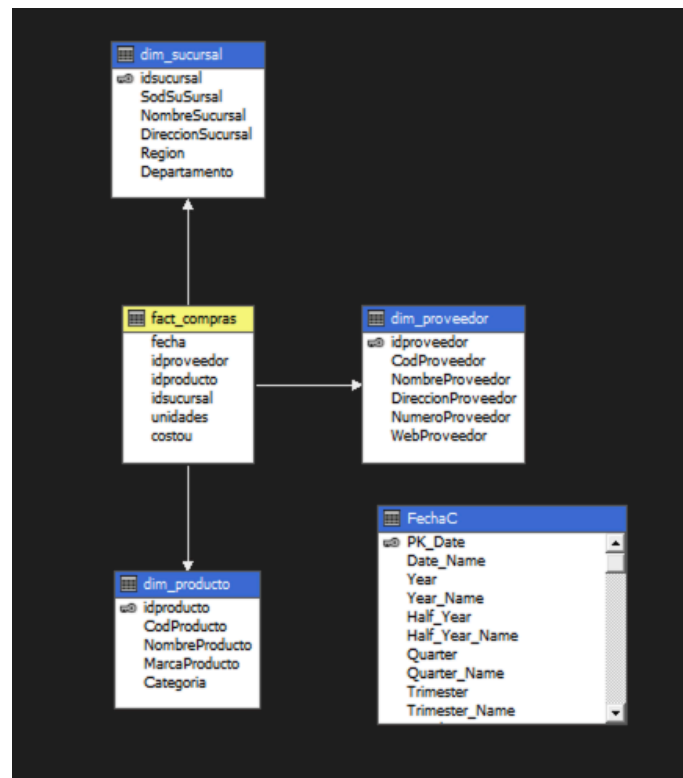 dim_sucursal
idsucursal
SodSuSursal
NombreSucursal
DireccionSucursal
Region
Departamento
fact_compras
fecha
idproveedor
idproducto
idsucursal
unidades
costou
dim_proveedor
idproveedor
CodProveedor
NombreProveedor
DireccionProveedor
NumeroProveedor
WebProveedor
dim_producto
idproducto
CodProducto
NombreProducto
MarcaProducto
Categoria
FechaC
PK_Date
Date_Name
Year
Year_Name
Half_Year
Half_Year_Name
Quarter
Quarter_Name
Trimester
Trimester_Name